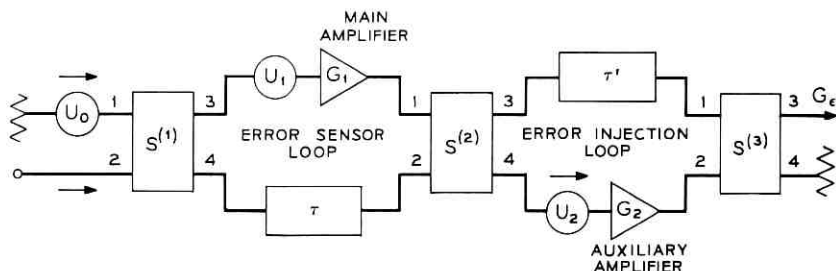 MAIN
AMPLIFIER
U₀
1
2
S⁽¹⁾
3
4
U₁
G₁
ERROR SENSOR
LOOP
τ
1
2
S⁽²⁾
3
4
τ'
ERROR INJECTION
LOOP
U₂
G₂
AUXILIARY
AMPLIFIER
1
2
S⁽³⁾
3
4
Gₑ